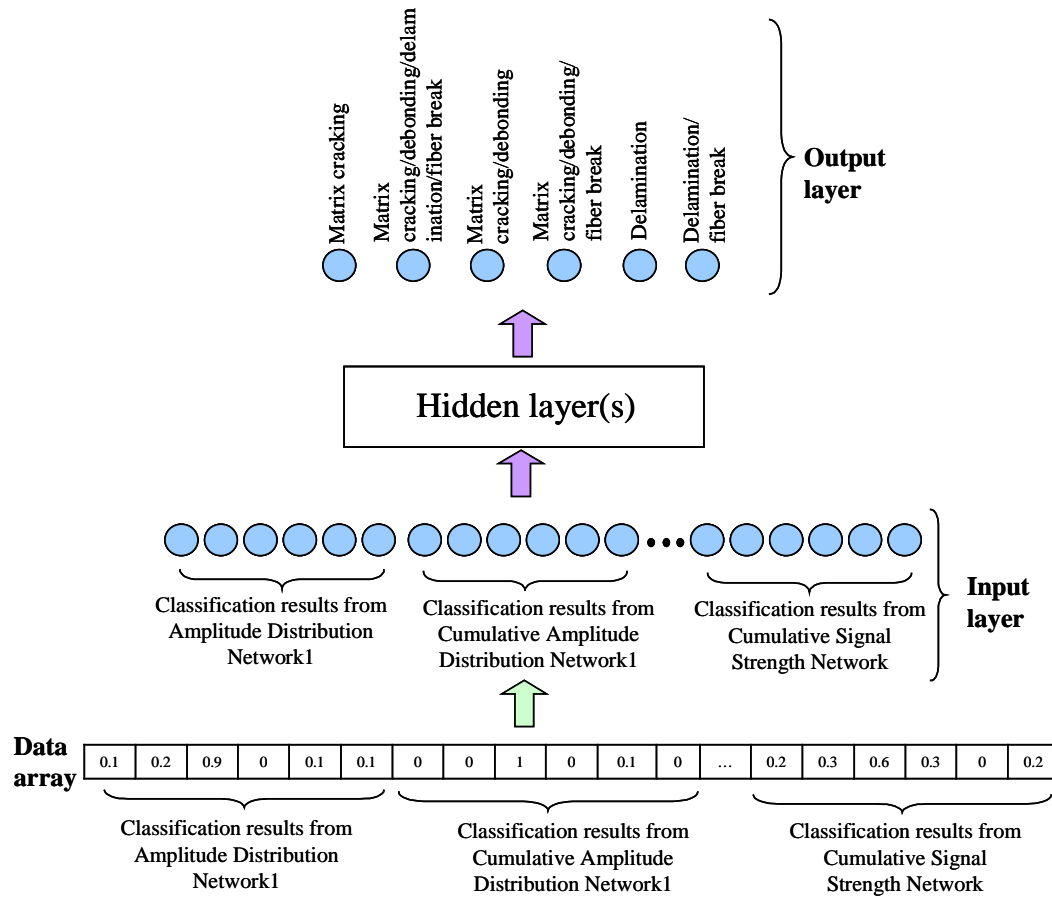 Matrix cracking
Matrix
cracking/debonding/delam
ination/fiber break
Matrix
cracking/debonding
Matrix
cracking/debonding/
fiber break
Delamination
Delamination/
fiber break
Output
layer
Hidden layer(s)
Classification results from
Amplitude Distribution
Network1
Classification results from
Cumulative Amplitude
Distribution Network1
Classification results from
Cumulative Signal
Strength Network
Input
layer
Data
array
0.1 0.2 0.9 0 0.1 0.1 0 0 1 0 0.1 0 ... 0.2 0.3 0.6 0.3 0 0.2
Classification results from
Amplitude Distribution
Network1
Classification results from
Cumulative Amplitude
Distribution Network1
Classification results from
Cumulative Signal
Strength Network